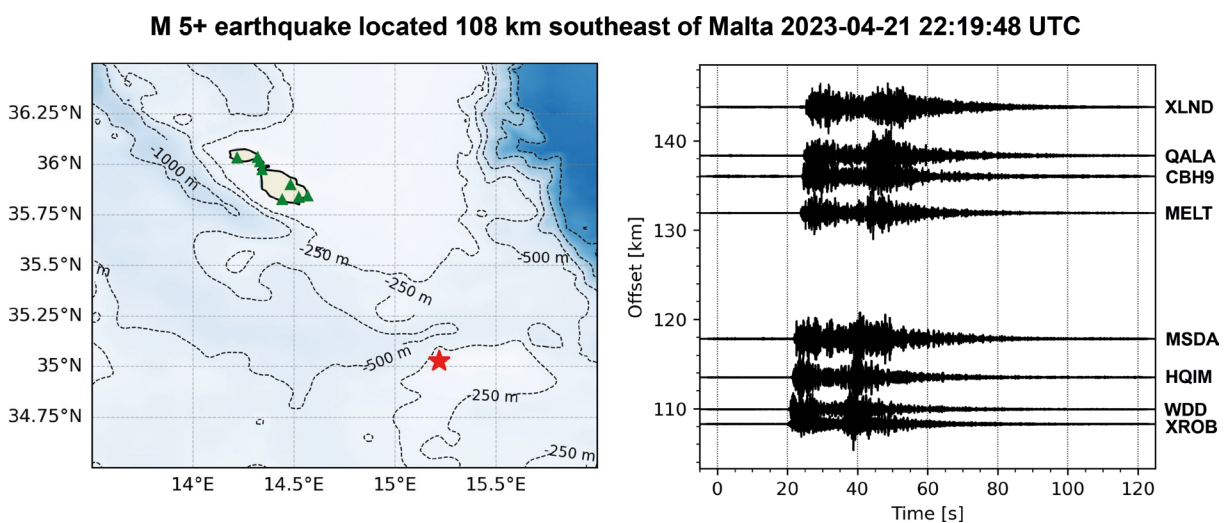 M 5+ earthquake located 108 km southeast of Malta 2023-04-21 22:19:48 UTC
36.25°N
36°N
35.75°N
35.5°N
35.25°N
35°N
34.75°N
14°E
14.5°E
15°E
15.5°E
-1000 m
-250 m
-500 m
m
-250 m
-500 m
-250 m
-250 m
Offset [km]
140
130
120
110
XLND
QALA
CBH9
MELT
MSDA
HQIM
WDD
XROB
0
20
40
60
80
100
120
Time [s]